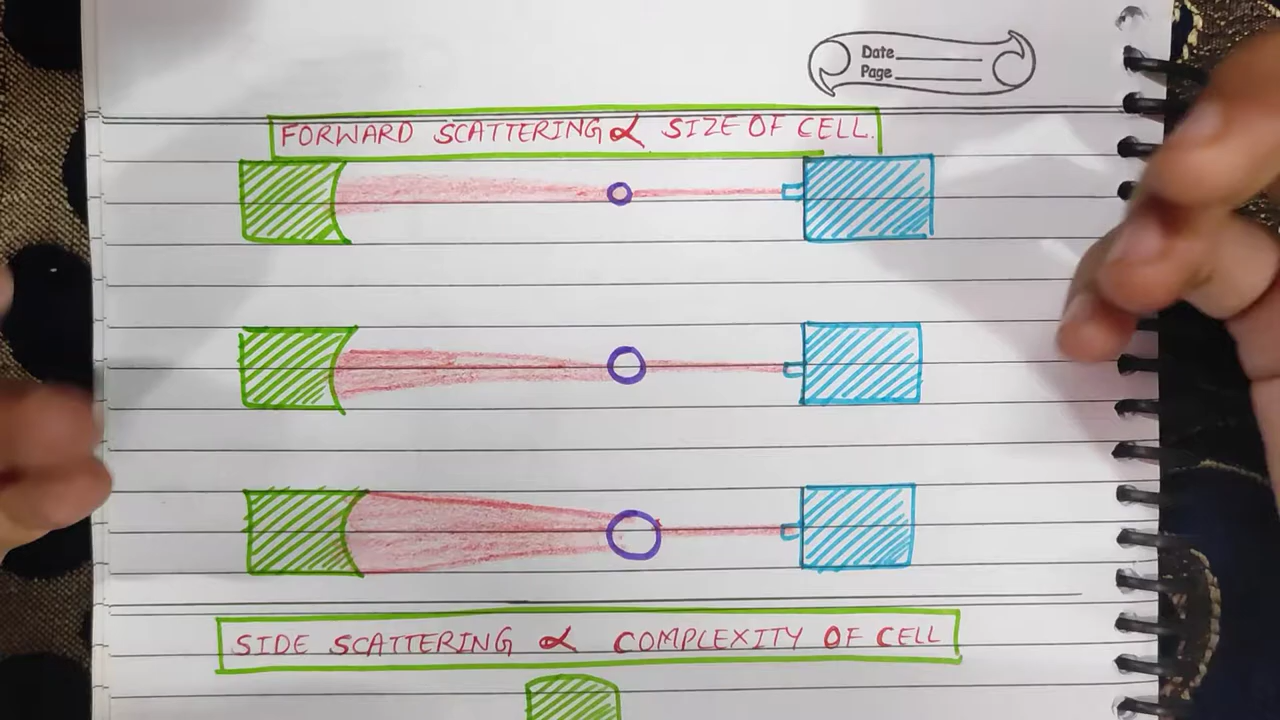 Date
Page
FORWARD SCATTERING ∝ SIZE OF CELL.
SIDE SCATTERING ∝ COMPLEXITY OF CELL